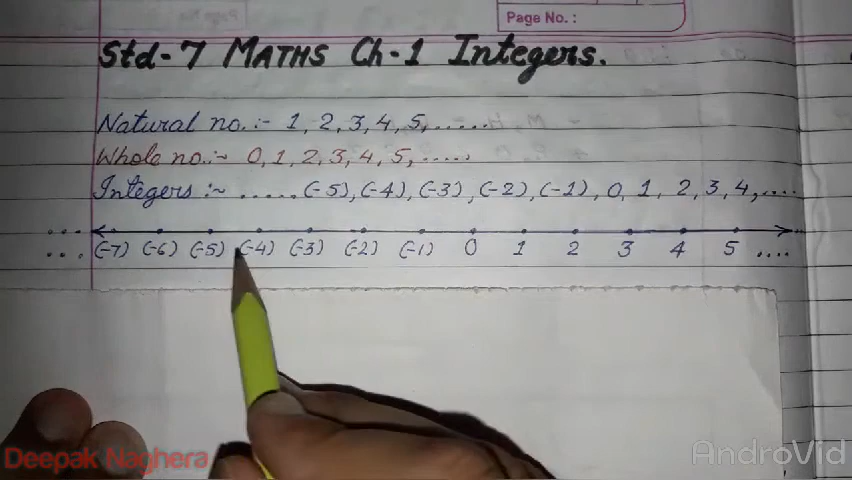 Page No. :
Std-7 MATHS Ch-1 Integers.
Natural no. :- 1, 2, 3, 4, 5, ......
Whole no. :~ 0, 1, 2, 3, 4, 5, ......
Integers :~ ..... (-5), (-4), (-3), (-2), (-1), 0, 1, 2, 3, 4, ....
... (-7) (-6) (-5) (-4) (-3) (-2) (-1) 0 1 2 3 4 5 ....
Deepak Naghera
AndroVid